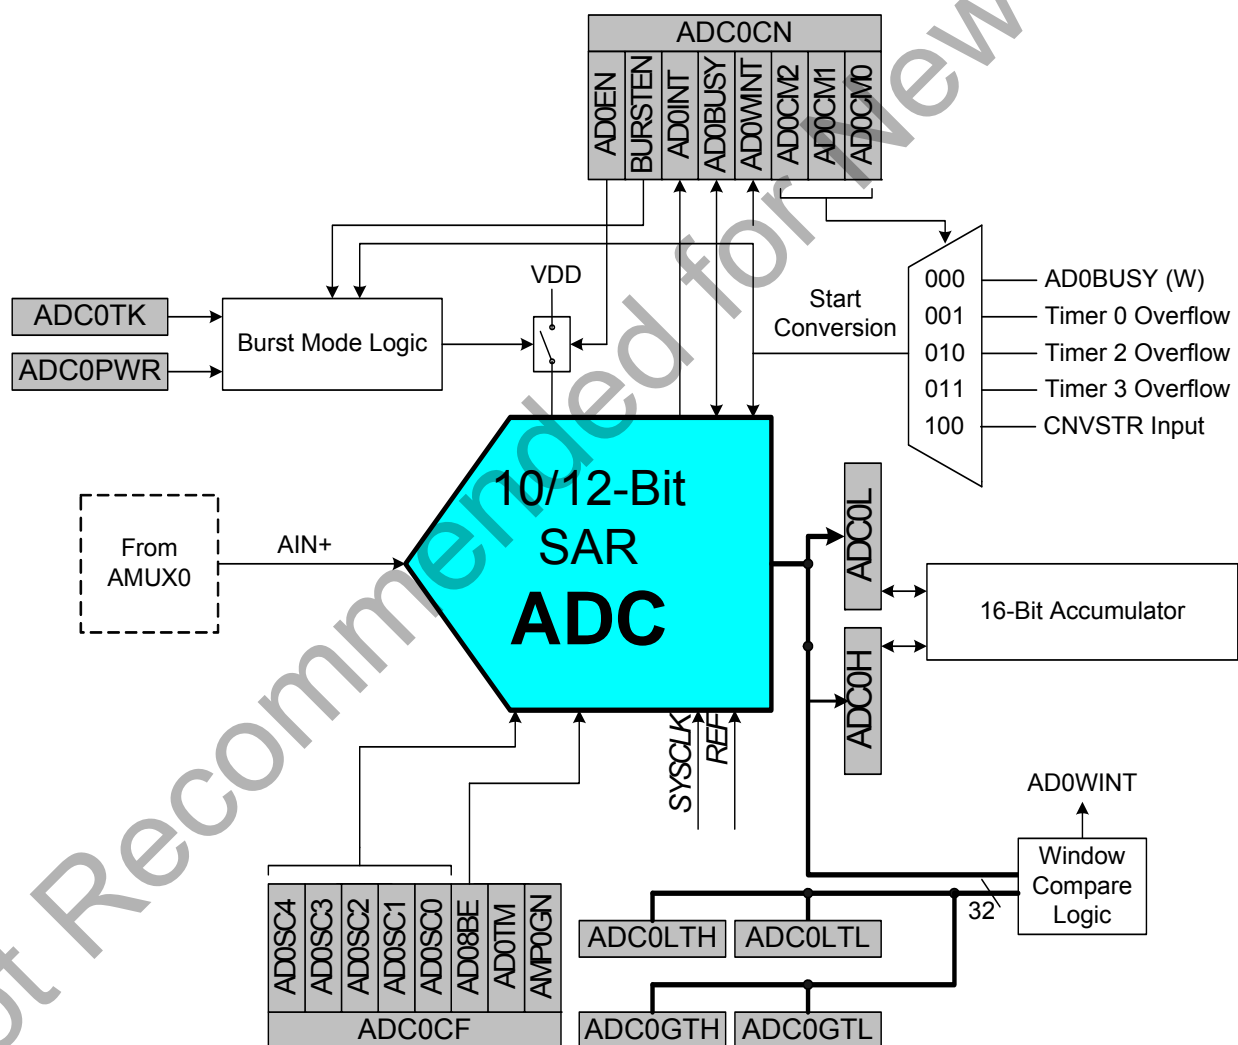 ADC0CN
AD0EN
BURSTEN
AD0INT
AD0BUSY
AD0WINT
AD0CM2
AD0CM1
AD0CM0
VDD
Start
Conversion
000
AD0BUSY (W)
001
Timer 0 Overflow
010
Timer 2 Overflow
011
Timer 3 Overflow
100
CNVSTR Input
ADC0TK
ADC0PWR
Burst Mode Logic
From
AMUX0
AIN+
10/12-Bit
SAR
ADC
ADC0L
ADC0H
16-Bit Accumulator
SYSCLK
REF
AD0WINT
Window
Compare
Logic
32
AD0SC4
AD0SC3
AD0SC2
AD0SC1
AD0SC0
AD08BE
AD0TM
AMP0GN
ADC0CF
ADC0LTH
ADC0LTL
ADC0GTH
ADC0GTL
Recommended for New